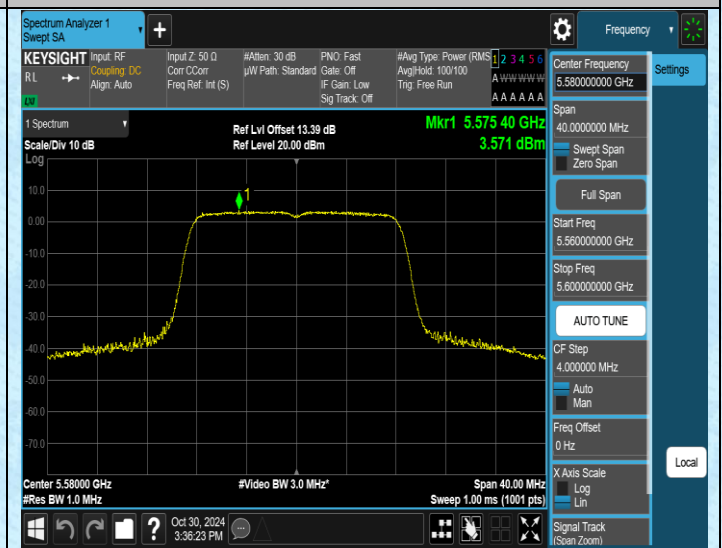 Spectrum Analyzer 1
Swept SA
Frequency
KEYSIGHT
R L
LNI
Input: RF
Coupling: DC
Align: Auto
Input Z: 50 Ω
Corr CCorr
Freq Ref: Int (S)
#Atten: 30 dB
µW Path: Standard
PNO: Fast
Gate: Off
IF Gain: Low
Sig Track: Off
#Avg Type: Power (RMS
Avg|Hold: 100/100
Trig: Free Run
1 2 3 4 5 6
A W W W W W
A A A A A A
1 Spectrum
Scale/Div 10 dB
Log
Ref Lvl Offset 13.39 dB
Ref Level 20.00 dBm
Mkr1 5.575 40 GHz
3.571 dBm
1
10.0
0.00
-10.0
-20.0
-30.0
-40.0
-50.0
-60.0
-70.0
Center 5.58000 GHz
#Res BW 1.0 MHz
#Video BW 3.0 MHz*
Span 40.00 MHz
Sweep 1.00 ms (1001 pts)
Center Frequency
5.580000000 GHz
Span
40.0000000 MHz
Swept Span
Zero Span
Full Span
Start Freq
5.560000000 GHz
Stop Freq
5.600000000 GHz
AUTO TUNE
CF Step
4.000000 MHz
Auto
Man
Freq Offset
0 Hz
X Axis Scale
Log
Lin
Signal Track
(Span Zoom)
Settings
Local
?
Oct 30, 2024
3:36:23 PM